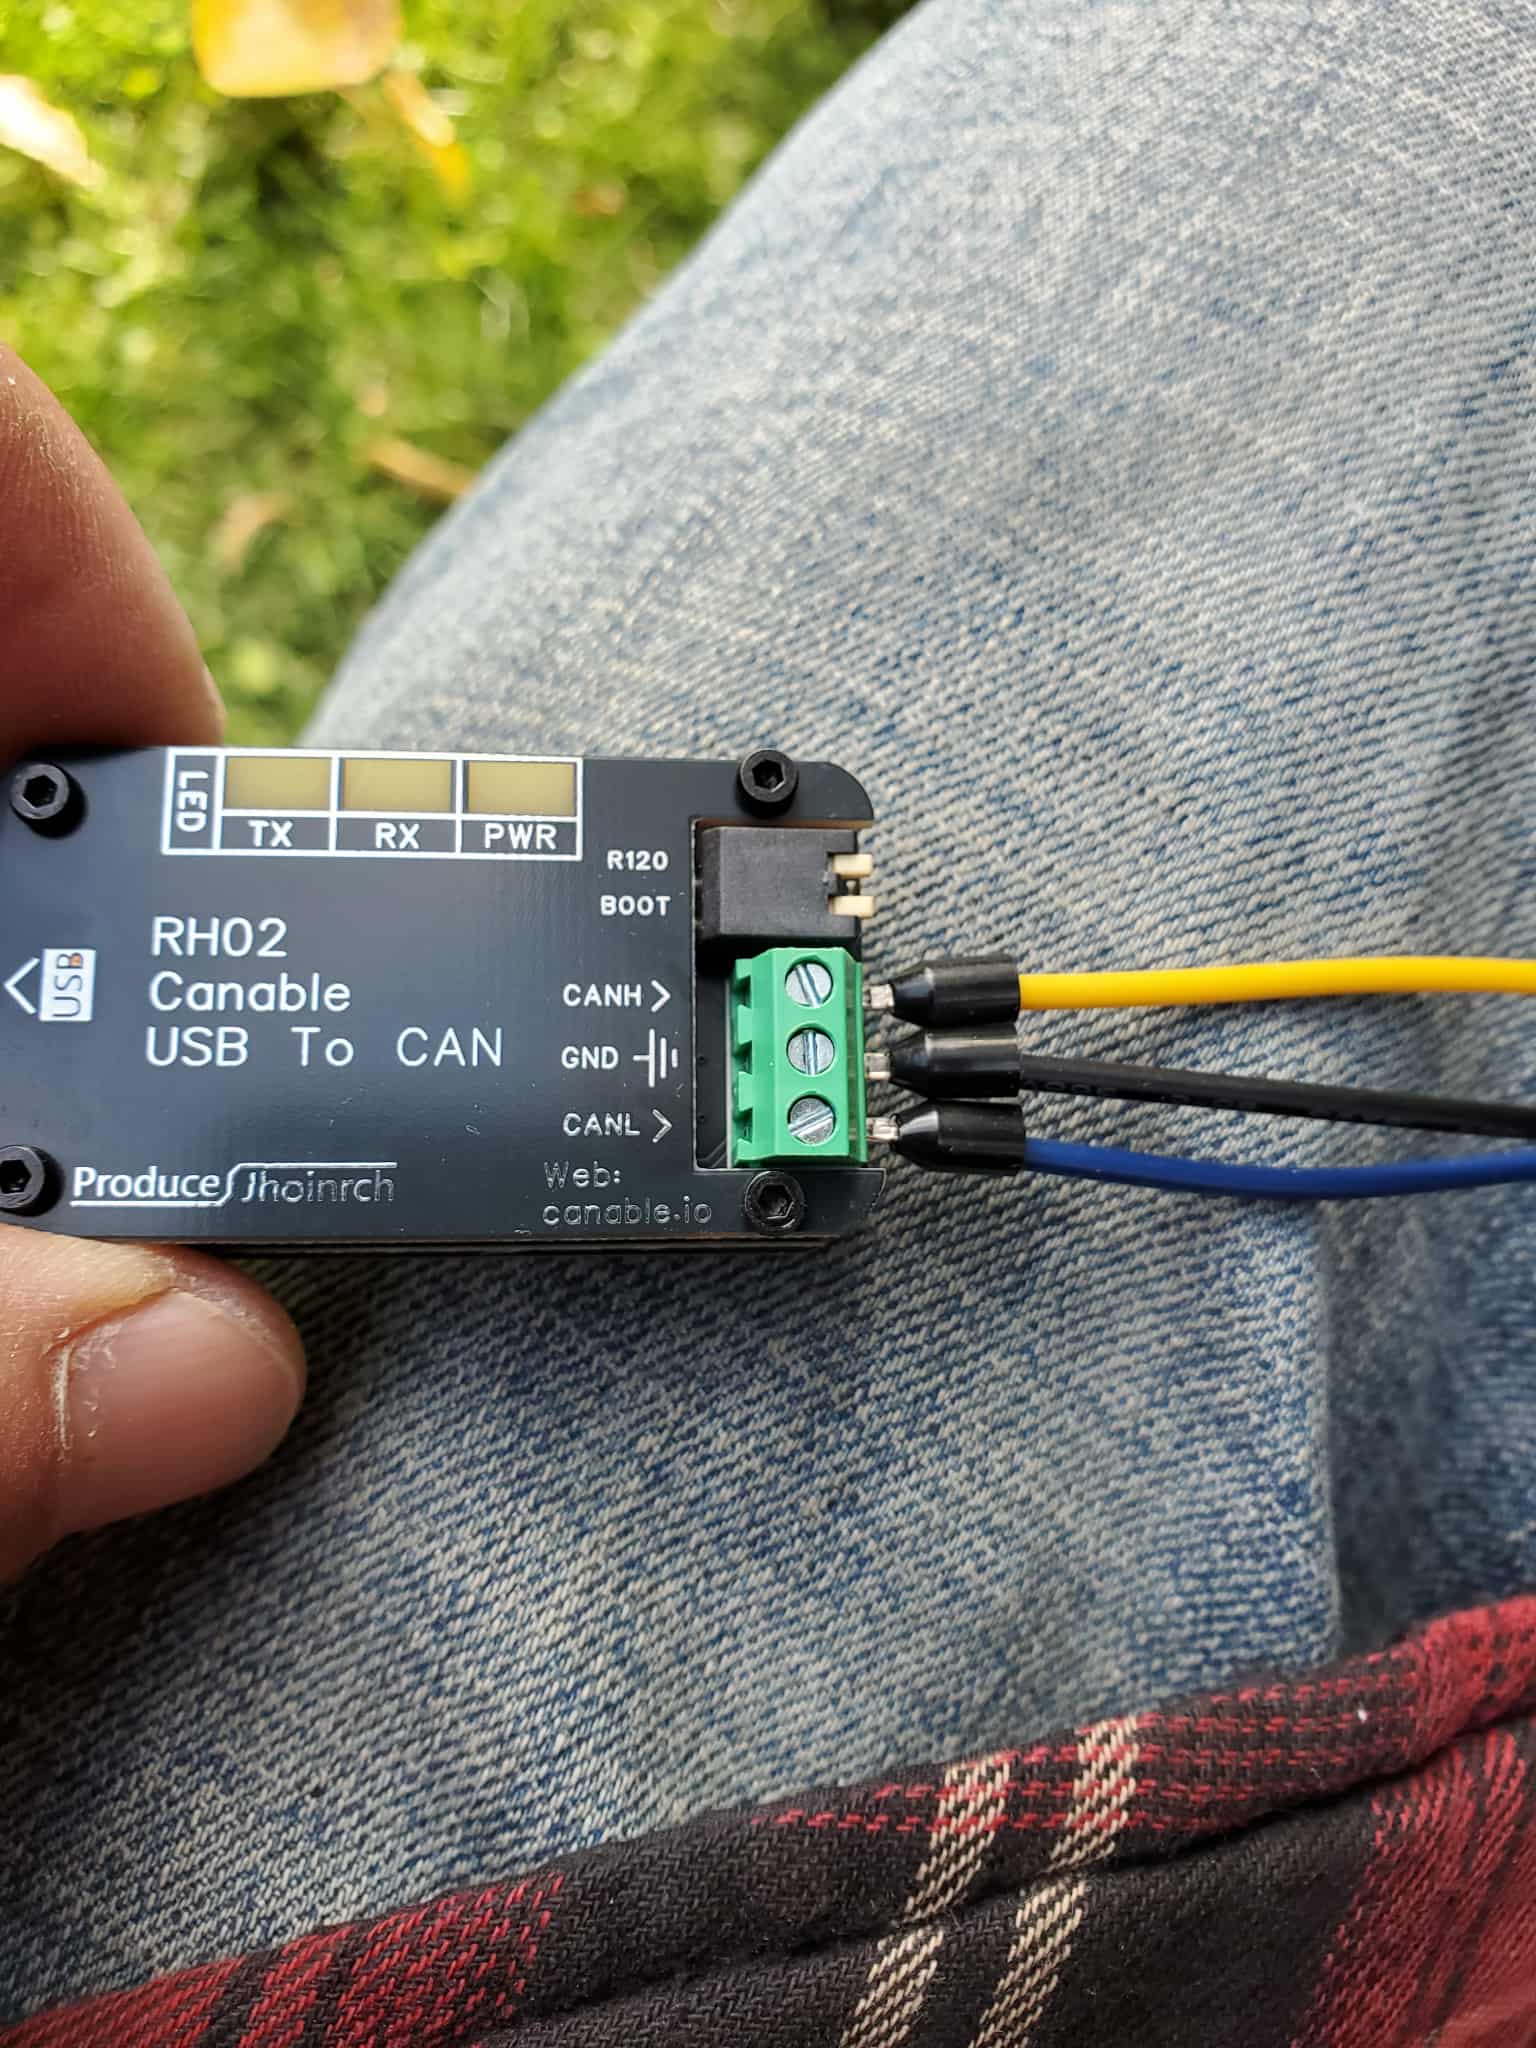 LED
TX
RX
PWR
R120
BOOT
RH02
Canable
USB To CAN
USB
CANH
GND
CANL
Produce Jhoinrch
Web:
canable.io